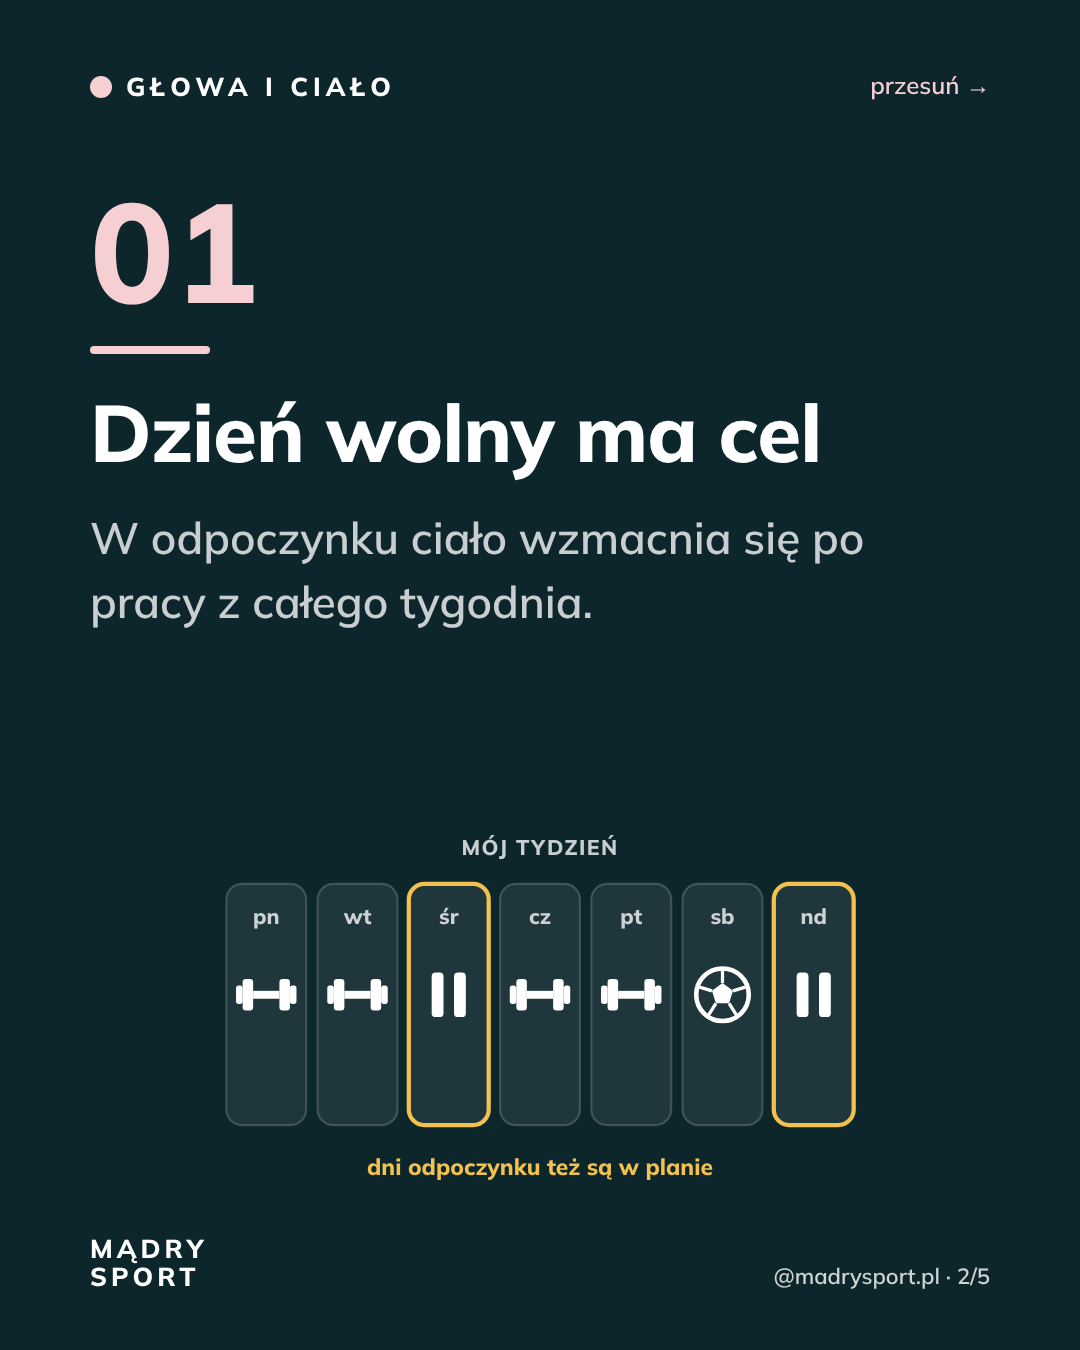 GŁOWA I CIAŁO
przesuń →
01
Dzień wolny ma cel
W odpoczynku ciało wzmacnia się po
pracy z całego tygodnia.
MÓJ TYDZIEŃ
pn wt śr cz pt sb nd
dni odpoczynku też są w planie
MĄDRY
SPORT
@madrysport.pl · 2/5